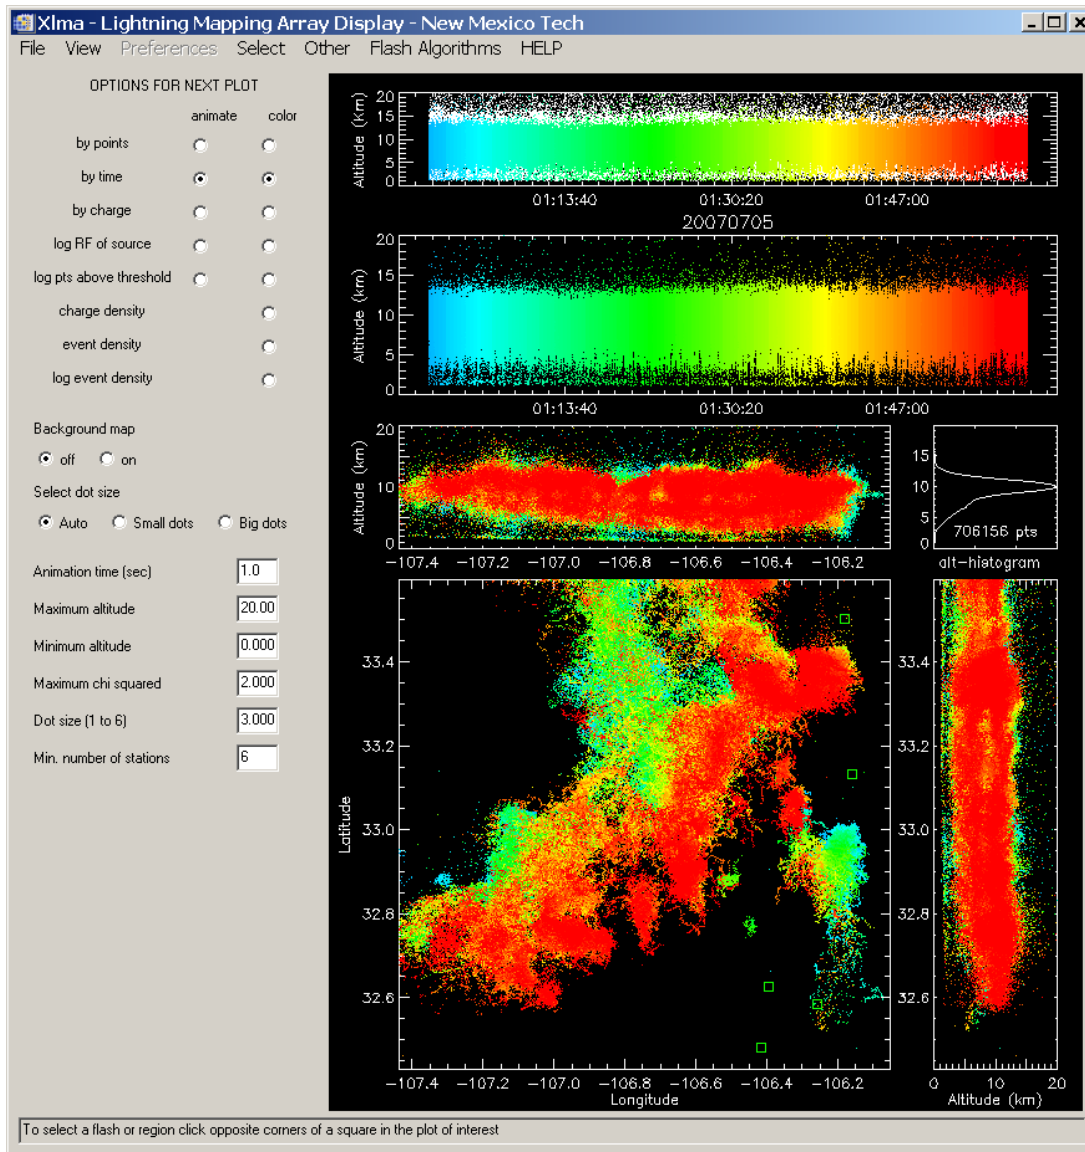 Xlma - Lightning Mapping Array Display - New Mexico Tech
File View Preferences Select Other Flash Algorithms HELP
OPTIONS FOR NEXT PLOT
animate color
by points
by time
by charge
log RF of source
log pts above threshold
charge density
event density
log event density
Background map
off on
Select dot size
Auto Small dots Big dots
Animation time (sec) 1.0
Maximum altitude 20.00
Minimum altitude 0.000
Maximum chi squared 2.000
Dot size (1 to 6) 3.000
Min. number of stations 6
Altitude (km)
20
15
10
5
0
01:13:40 01:30:20 01:47:00
20070705
Altitude (km)
20
15
10
5
0
01:13:40 01:30:20 01:47:00
Altitude (km)
20
10
0
-107.4 -107.2 -107.0 -106.8 -106.6 -106.4 -106.2
15
10
5
0
706156 pts
alt-histogram
Latitude
33.4
33.2
33.0
32.8
32.6
-107.4 -107.2 -107.0 -106.8 -106.6 -106.4 -106.2
Longitude
33.4
33.2
33.0
32.8
32.6
0 10 20
Altitude (km)
To select a flash or region click opposite corners of a square in the plot of interest